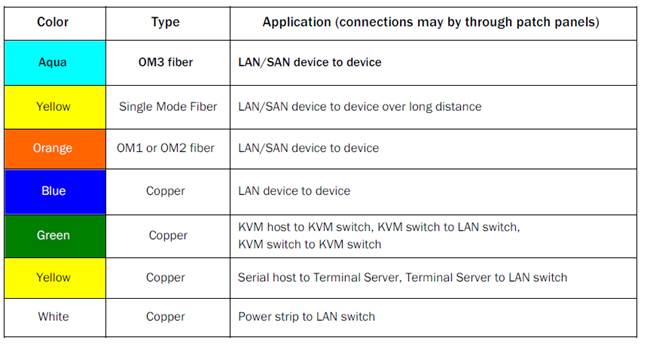 Color Type Application (connections may by through patch panels)
Aqua OM3 fiber LAN/SAN device to device
Yellow Single Mode Fiber LAN/SAN device to device over long distance
Orange OM1 or OM2 fiber LAN/SAN device to device
Blue Copper LAN device to device
Green Copper KVM host to KVM switch, KVM switch to LAN switch,
KVM switch to KVM switch
Yellow Copper Serial host to Terminal Server, Terminal Server to LAN switch
White Copper Power strip to LAN switch